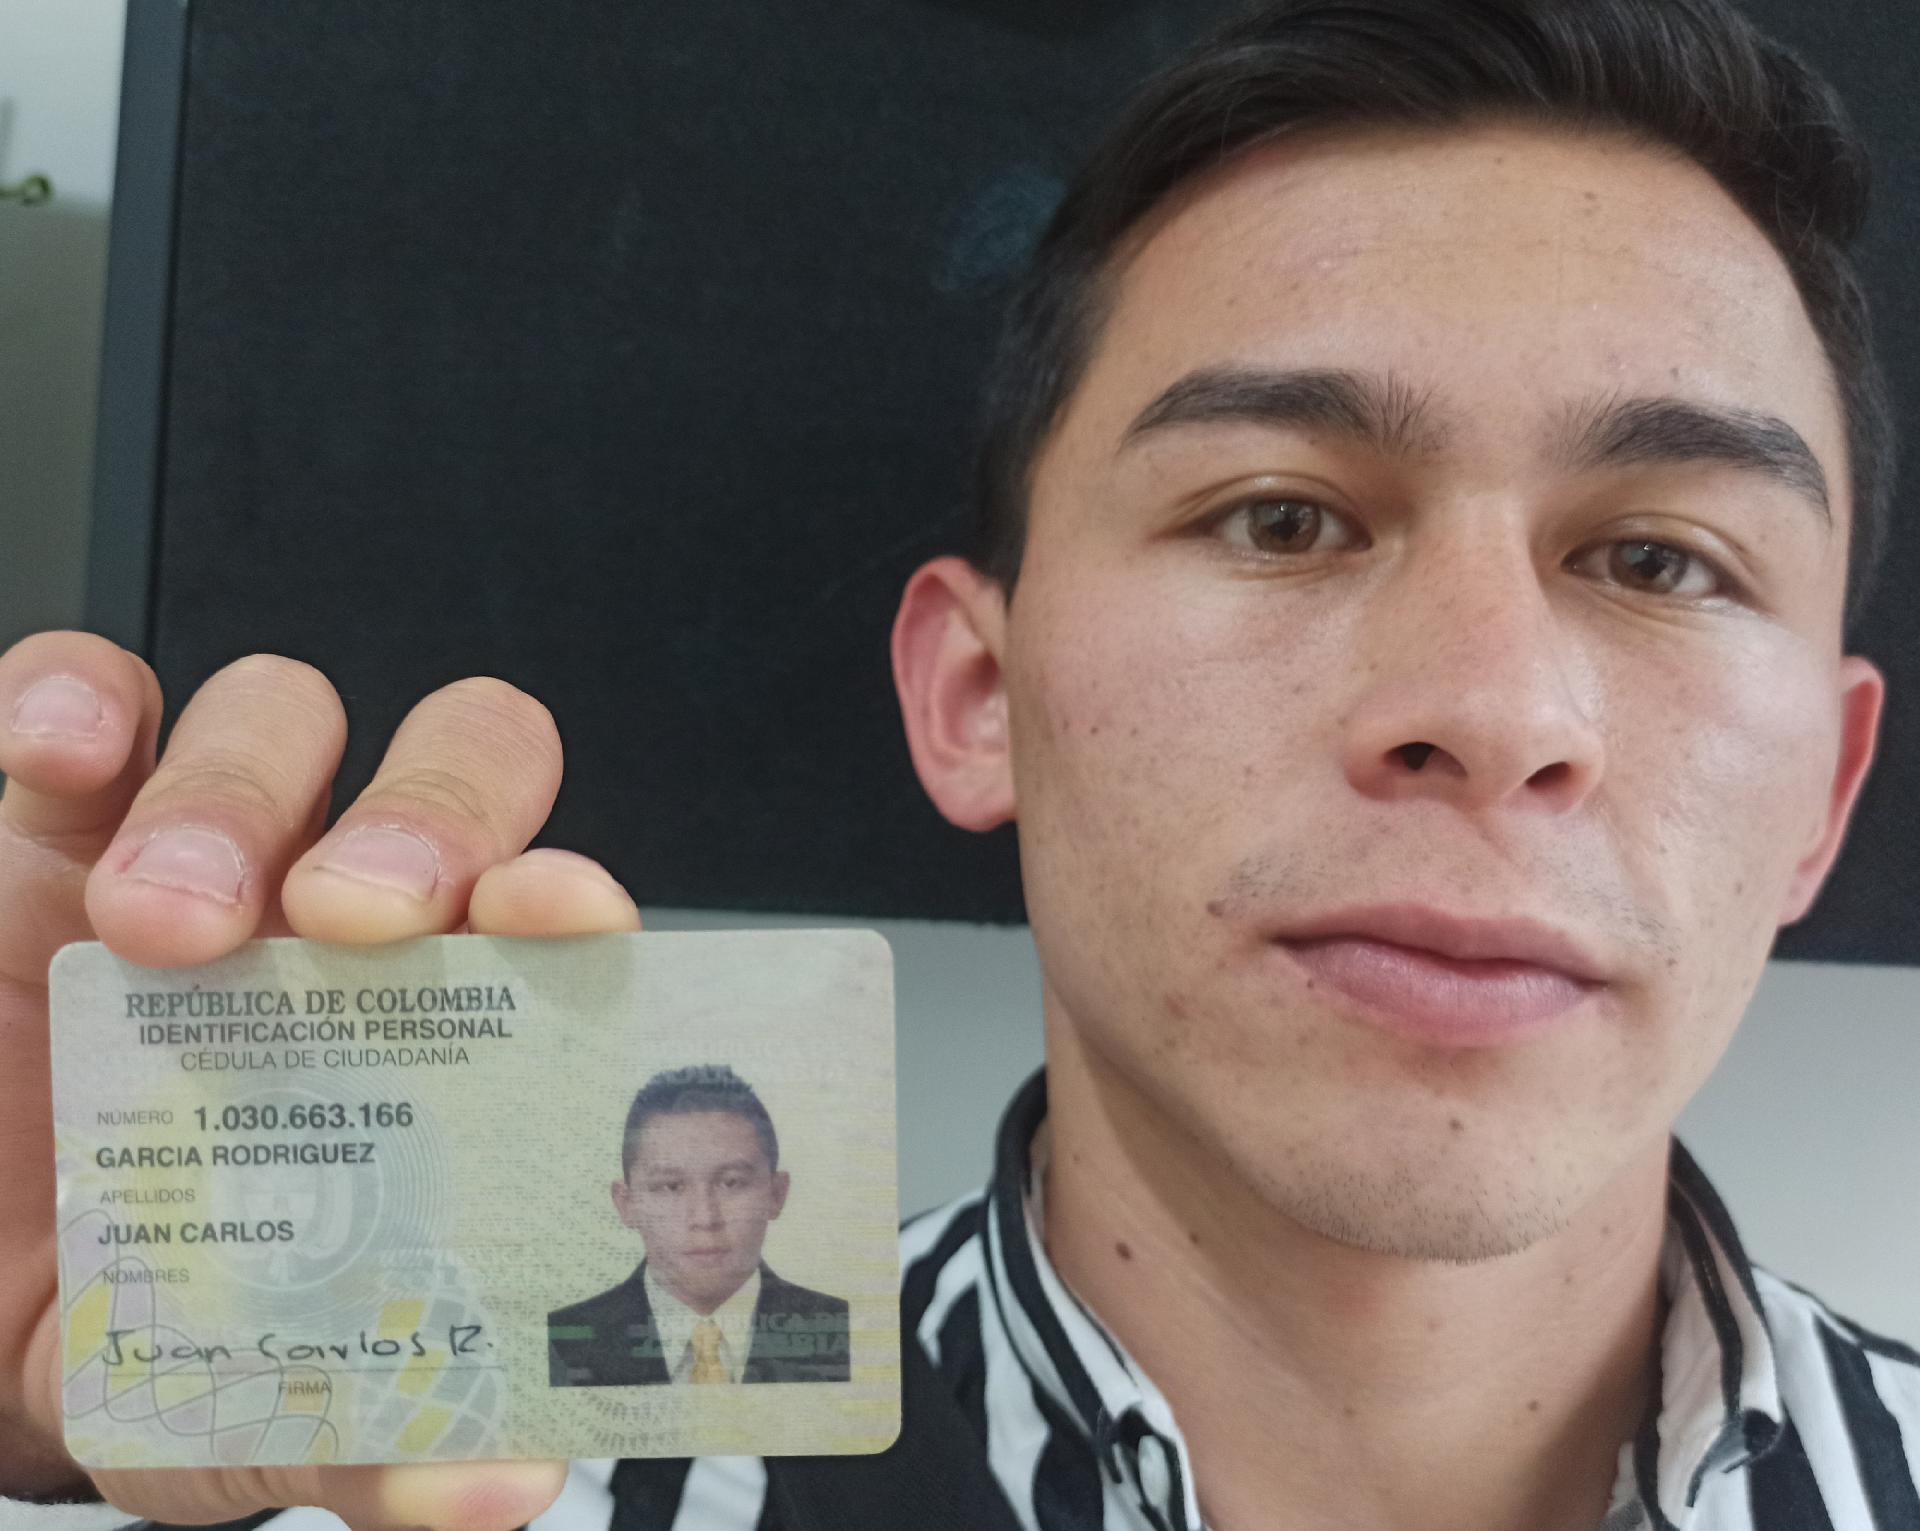 REPÚBLICA DE COLOMBIA
IDENTIFICACIÓN PERSONAL
CÉDULA DE CIUDADANÍA
NÚMERO 1.030.663.166
GARCIA RODRIGUEZ
APELLIDOS
JUAN CARLOS
NOMBRES
Juan Carlos R.
FIRMA